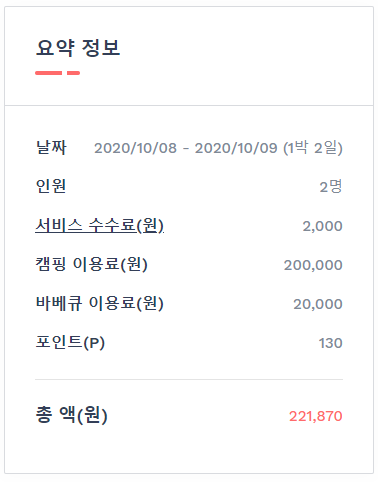 요약 정보
날짜 2020/10/08 - 2020/10/09 (1박 2일)
인원 2명
서비스 수수료(원) 2,000
캠핑 이용료(원) 200,000
바베큐 이용료(원) 20,000
포인트(P) 130
총 액(원) 221,870